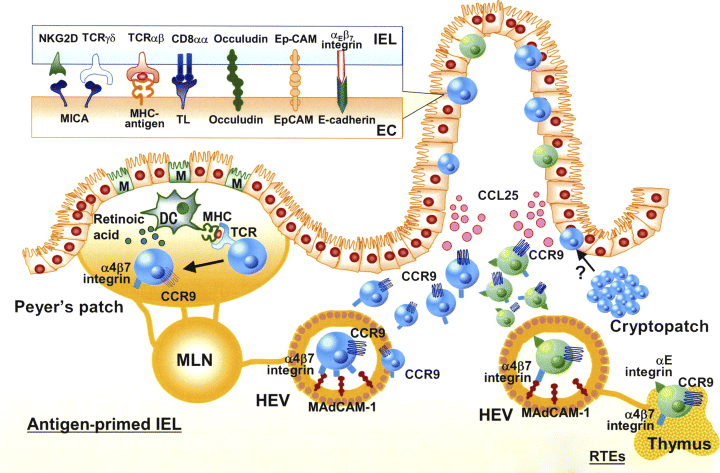 NKG2D TCRγδ TCRαβ CD8αα Occuludin Ep-CAM αEβ7 integrin IEL
MICA MHC-antigen TL Occuludin EpCAM E-cadherin
EC
M M M
Retinoic acid
DC
MHC
TCR
α4β7 integrin
CCR9
Peyer's patch
MLN
CCL25
CCR9
CCR9
?
Cryptopatch
α4β7 integrin
CCR9
CCR9
MAdCAM-1
HEV
α4β7 integrin
MAdCAM-1
HEV
αE integrin
CCR9
α4β7 integrin
Thymus
RTEs
Antigen-primed IEL